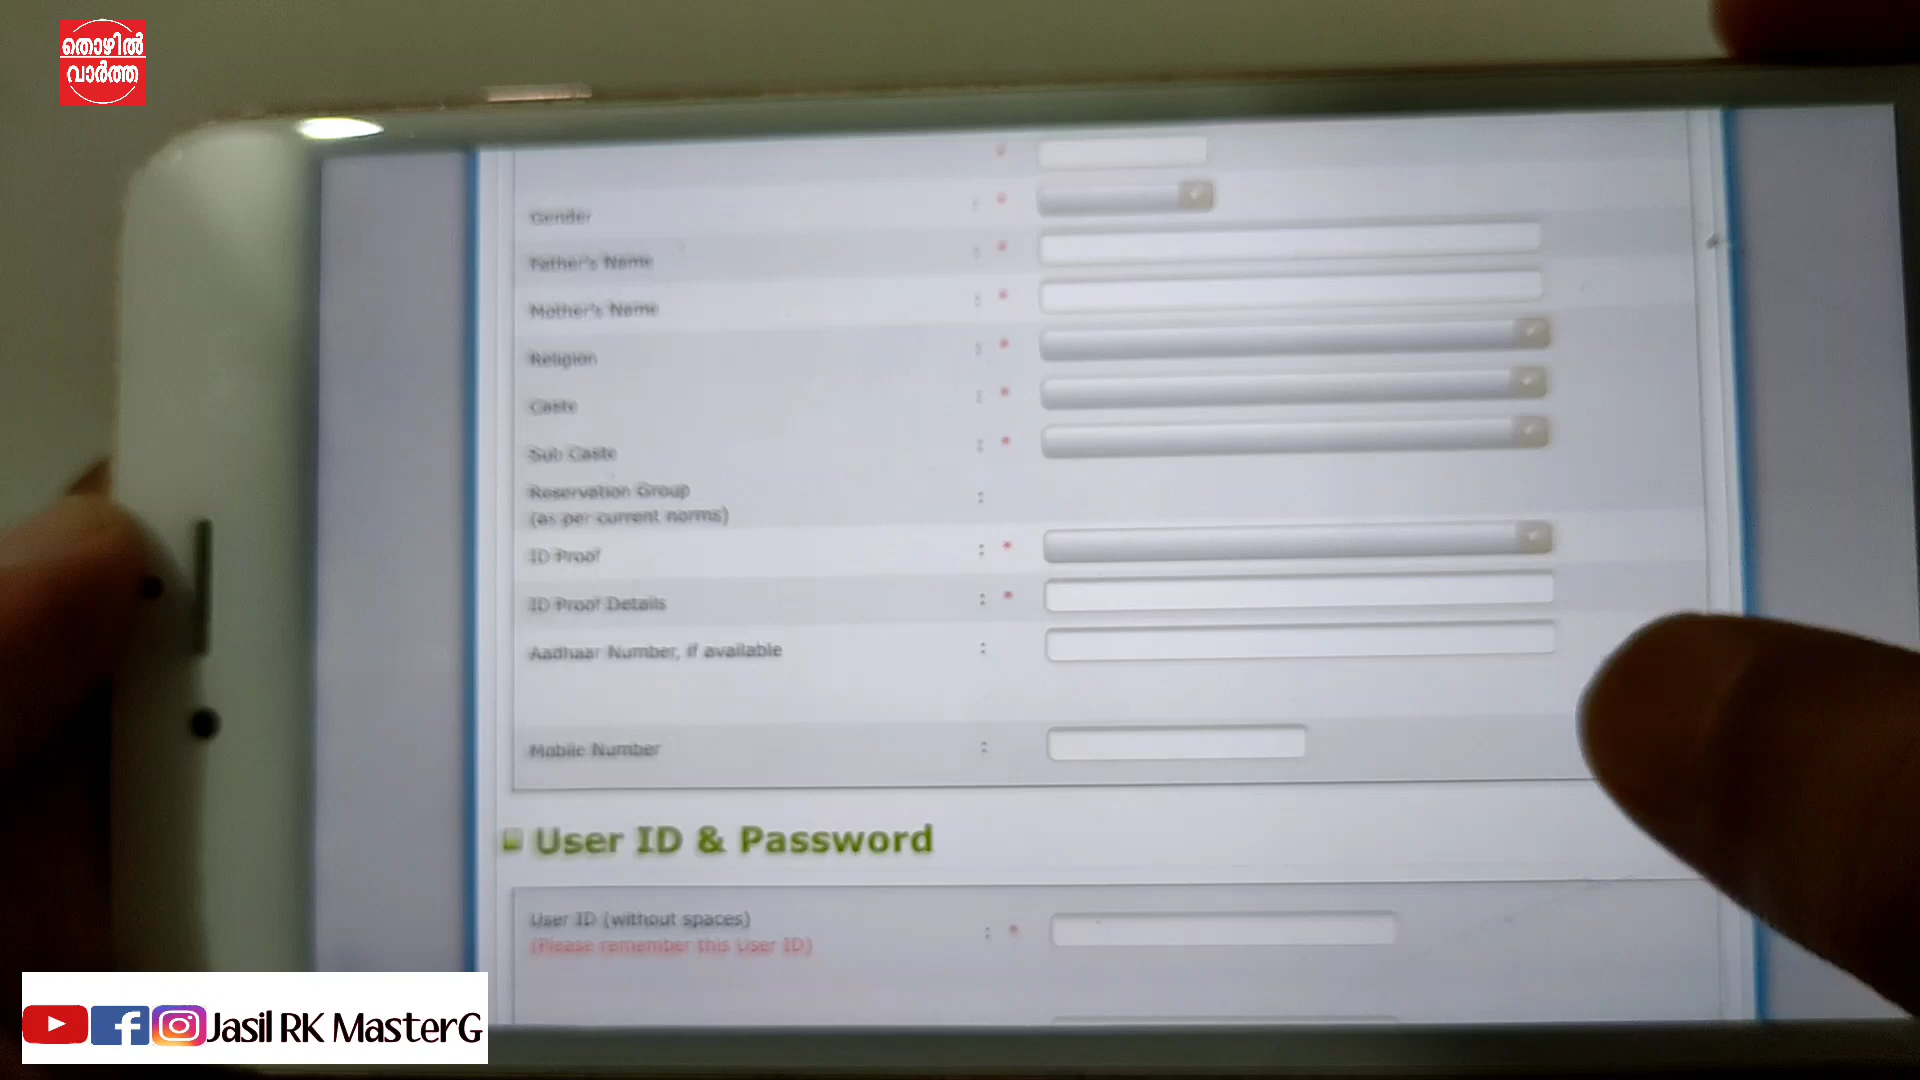 തൊഴിൽ
വാർത്ത
Gender : *
Father's Name : *
Mother's Name : *
Religion : *
Caste : *
Sub Caste : *
Reservation Group
(as per current norms) :
ID Proof : *
ID Proof Details : *
Aadhaar Number, if available :
Mobile Number :
User ID & Password
User ID (without spaces) : *
(Please remember this User ID)
Jasil RK MasterG